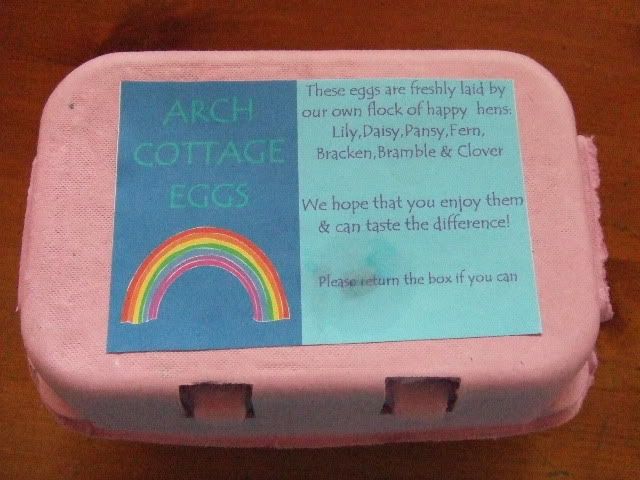 ARCH
COTTAGE
EGGS
These eggs are freshly laid by
our own flock of happy hens:
Lily,Daisy,Pansy,Fern,
Bracken,Bramble & Clover
We hope that you enjoy them
& can taste the difference!
Please return the box if you can